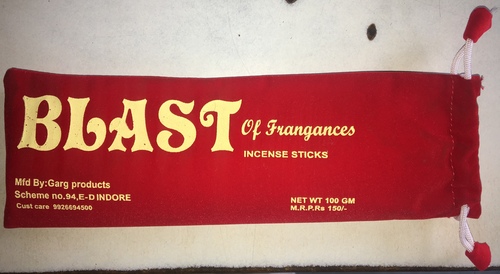 BLAST Of Frangances
INCENSE STICKS
Mfd By:Garg products
Scheme no.94,E-D INDORE
Cust care 9926694500
NET WT 100 GM
M.R.P.Rs 150/-